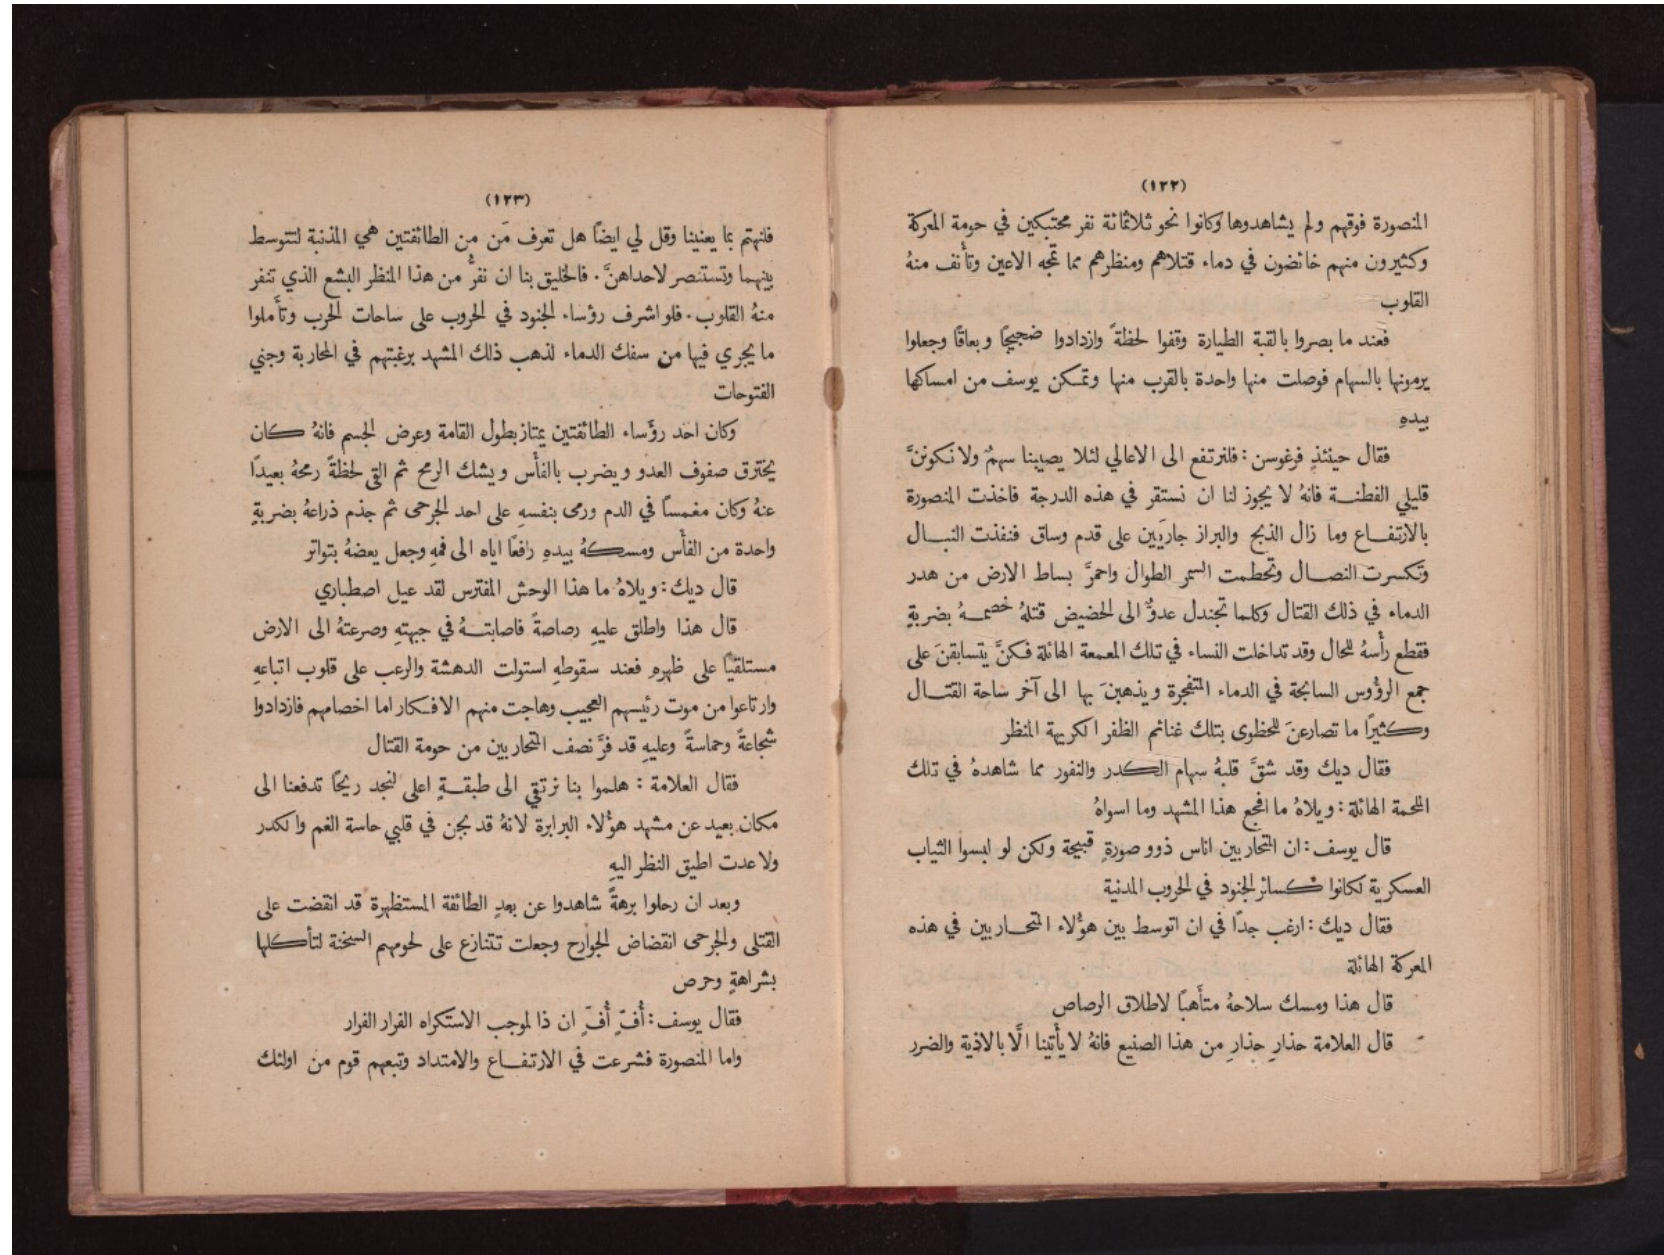 (١٢٢)
المنصورة فوقهم ولم يشاهدوها وكانوا نحو ثلاثمائة نفر محتبكين في حومة المعركة
وكثيرون منهم خائضون في دماء قتلاهم ومنظرهم مما تمجه الاعين وتأنف منهُ
القلوب
فعند ما بصروا بالقبة الطيارة وقفوا لحظةً وازدادوا ضجيجًا وبعاقًا وجعلوا
يرمونها بالسهام فوصلت منها واحدة بالقرب منها وتمكن يوسف من امساكها
بيدهِ
فقال حينئذٍ فرغوسن : فلنرتفع الى الاعالي لئلا يصيبنا سهمٌ ولا نكوننَّ
قليلي الفطنة فانهُ لا يجوز لنا ان نستقر في هذه الدرجة فاخذت المنصورة
بالارتفاع وما زال الذبح والبراز جاريَين على قدم وساق فنفذت النبال
وتكسرت النصال وتحطمت السمر الطوال واحمرَّ بساط الارض من هدر
الدماء في ذلك القتال وكلما تجندل عدوٌّ الى الحضيض قتلهُ خصمهُ بضربةٍ
فقطع رأسهُ للحال وقد تداخلت النساء في تلك المعمعة الهائلة فكنَّ يتسابقنَ على
جمع الرؤوس السابحة في الدماء المتفجرة ويذهبنَ بها الى آخر ساحة القتال
وكثيرًا ما تصارعنَ للحظوى بتلك غنائم الظفر الكريهة المنظر
فقال ديك وقد شقَّ قلبهُ سهام الكدر والنفور مما شاهدهُ في تلك
الملحمة الهائلة : ويلاهُ ما افجع هذا المشهد وما اسواهُ
قال يوسف : ان المتحاربين اناس ذوو صورةٍ قبيحة ولكن لو لبسوا الثياب
العسكرية لكانوا كسائر الجنود في الحروب المدنية
فقال ديك : ارغب جدًّا في ان اتوسط بين هؤلاء المتحاربين في هذه
المعركة الهائلة
قال هذا ومسك سلاحهُ متأهبًا لاطلاق الرصاص
قال العلامة حذارِ حذارِ من هذا الصنيع فانهُ لا يأتينا الَّا بالاذية والضرر
(١٢٣)
فلنهتم بما يعنينا وقل لي ايضًا هل تعرف مَن من الطائفتين هي المذنبة لنتوسط
بينهما وتستنصر لاحداهنَّ . فالخليق بنا ان نفرَّ من هذا المنظر البشع الذي تنفر
منهُ القلوب . فلو اشرف رؤساء الجنود في الحروب على ساحات الحرب وتأملوا
ما يجري فيها من سفك الدماء لذهب ذلك المشهد برغبتهم في المحاربة وجني
الفتوحات
وكان احد رؤساء الطائفتين يمتاز بطول القامة وعرض الجسم فانهُ كان
يخترق صفوف العدو ويضرب بالفأس ويشك الرمح ثم القى لحظةً رمحهُ بعيدًا
عنهُ وكان مغمسًا في الدم ورمى بنفسهِ على احد الجرحى ثم جذم ذراعهُ بضربةٍ
واحدة من الفأس ومسكهُ بيدهِ رافعًا اياه الى فمهِ وجعل يعضهُ بتواتر
قال ديك : ويلاهُ ما هذا الوحش المفترس لقد عيل اصطباري
قال هذا واطلق عليهِ رصاصةً فاصابتهُ في جبهتهِ وصرعتهُ الى الارض
مستلقيًا على ظهرهِ فعند سقوطهِ استولت الدهشة والرعب على قلوب اتباعهِ
وارتاعوا من موت رئيسهم العجيب وهاجت منهم الافكار اما اخصامهم فازدادوا
شجاعةً وحماسةً وعليهِ قد فرَّ نصف المتحاربين من حومة القتال
فقال العلامة : هلموا بنا نرتقي الى طبقةٍ اعلى لنجد ريحًا تدفعنا الى
مكان بعيد عن مشهد هؤلاء البرابرة لانهُ قد يجن في قلبي حاسة الغم والكدر
ولا عدت اطيق النظر اليهِ
وبعد ان رحلوا برهةً شاهدوا عن بعدٍ الطائفة المستظهرة قد انقضت على
القتلى والجرحى انقضاض الجوارح وجعلت تتنازع على لحومهم السخنة لتأكلها
بشراهةٍ وحرص
فقال يوسف : أُفّ أُفّ ان ذا لموجب الاستكراه الفرار الفرار
واما المنصورة فشرعت في الارتفاع والامتداد وتبعهم قوم من اولئك